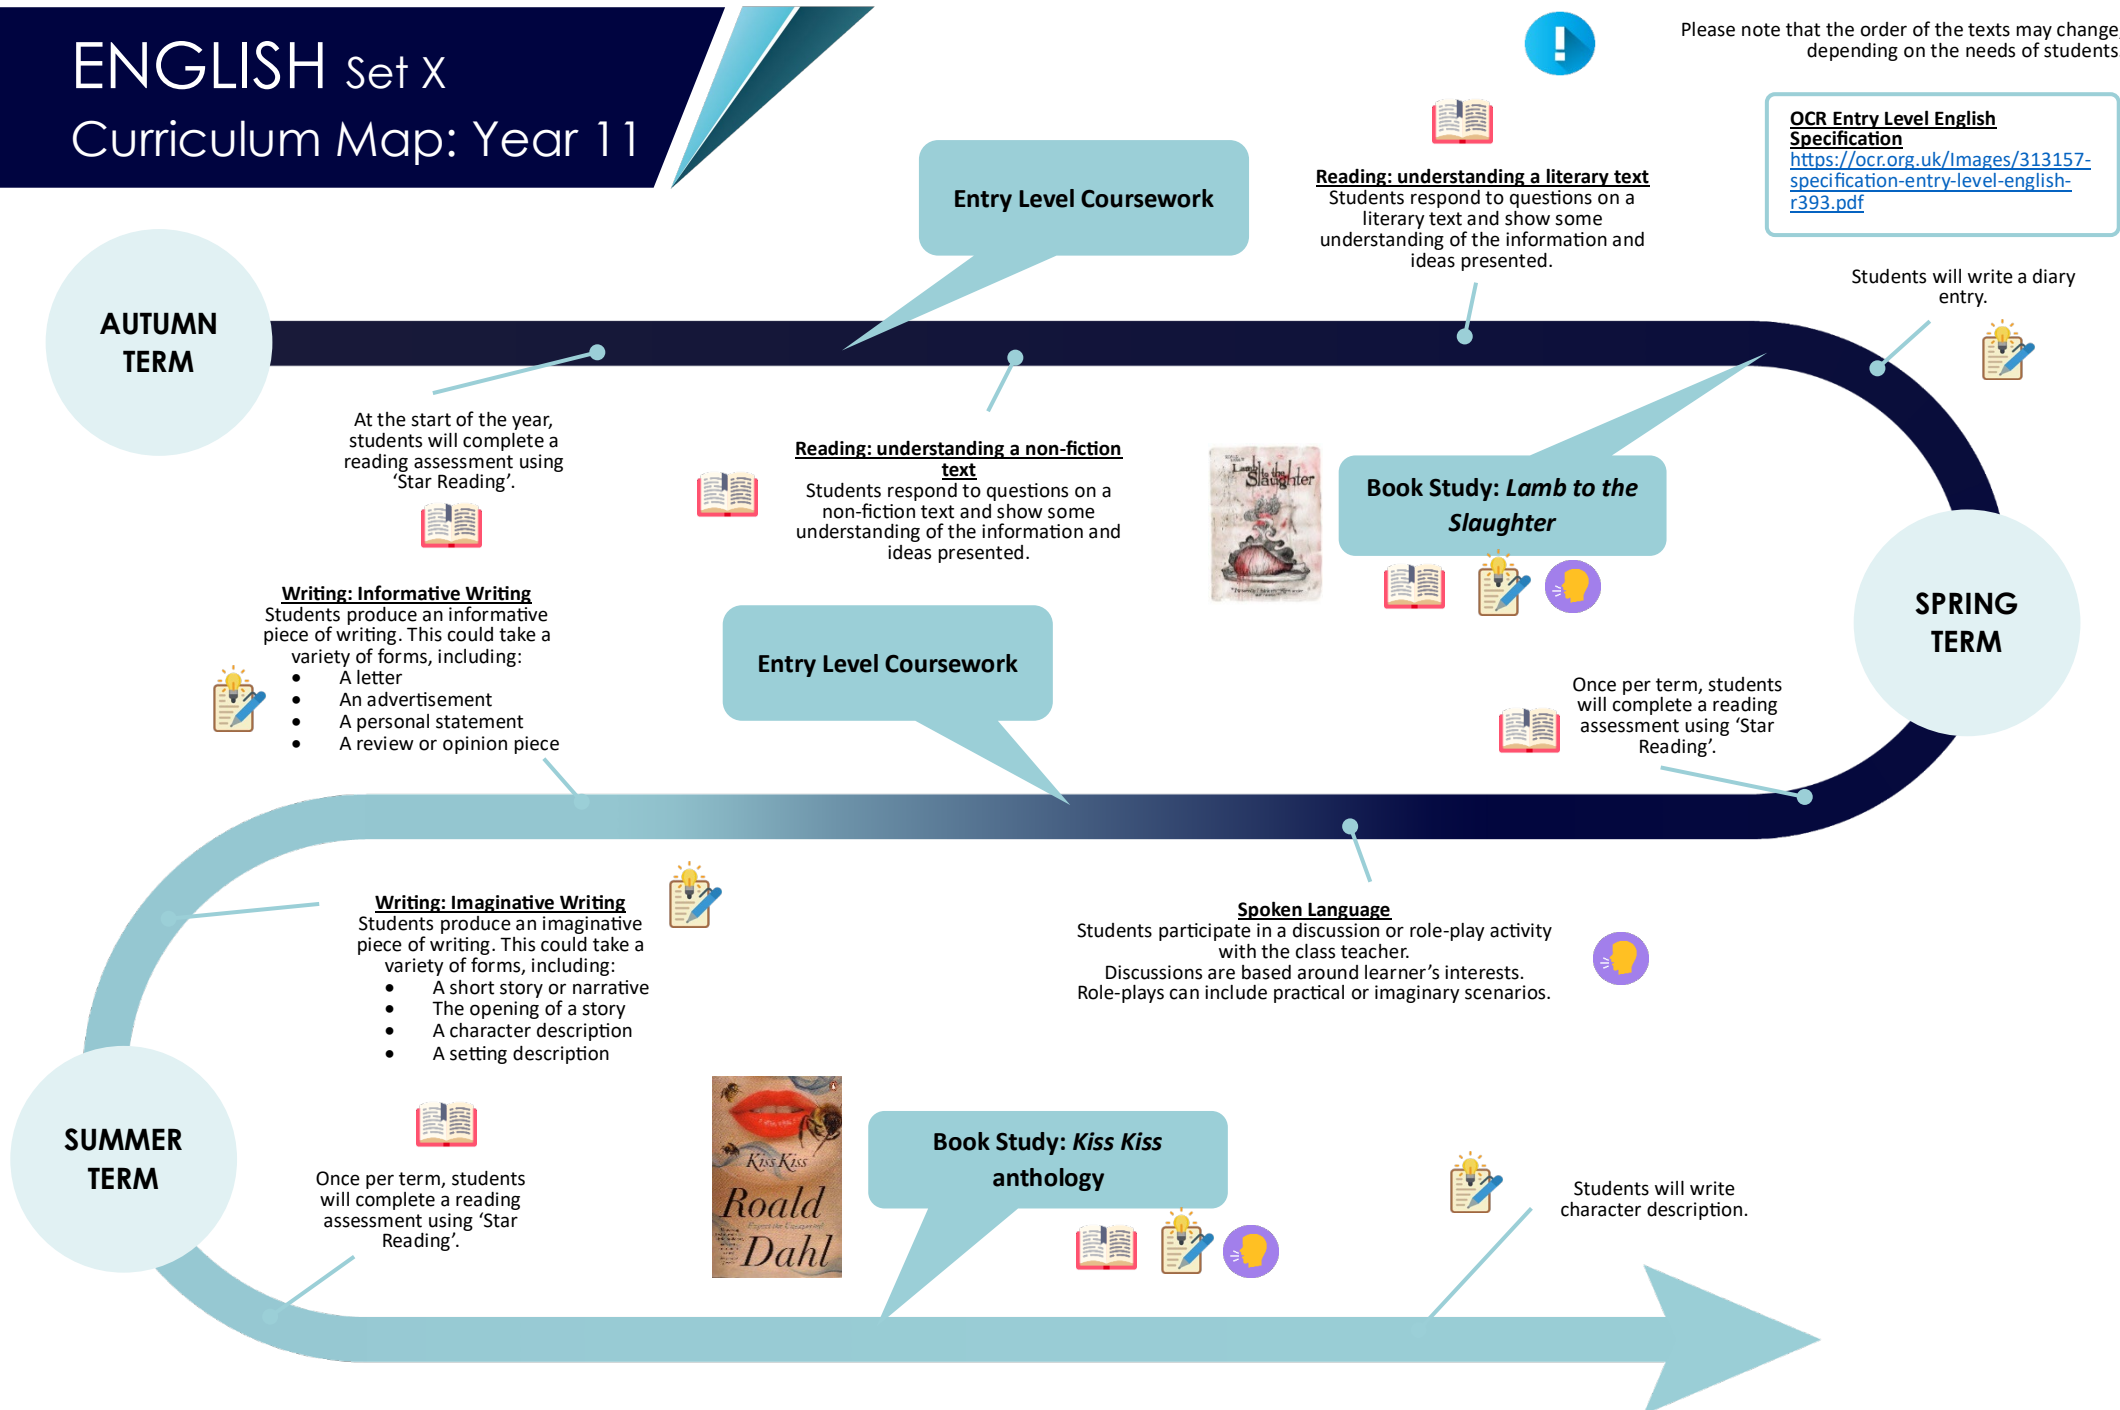 ENGLISH Set X
Curriculum Map: Year 11
Please note that the order of the texts may change,
depending on the needs of students.
OCR Entry Level English
Specification
https://ocr.org.uk/Images/313157-
specification-entry-level-english-
r393.pdf
Entry Level Coursework
Reading: understanding a literary text
Students respond to questions on a
literary text and show some
understanding of the information and
ideas presented.
Students will write a diary
entry.
AUTUMN
TERM
At the start of the year,
students will complete a
reading assessment using
‘Star Reading’.
Reading: understanding a non-fiction
text
Students respond to questions on a
non-fiction text and show some
understanding of the information and
ideas presented.
Lamb to the
Slaughter
Book Study: Lamb to the
Slaughter
SPRING
TERM
Writing: Informative Writing
Students produce an informative
piece of writing. This could take a
variety of forms, including:
• A letter
• An advertisement
• A personal statement
• A review or opinion piece
Entry Level Coursework
Once per term, students
will complete a reading
assessment using ‘Star
Reading’.
Writing: Imaginative Writing
Students produce an imaginative
piece of writing. This could take a
variety of forms, including:
• A short story or narrative
• The opening of a story
• A character description
• A setting description
Spoken Language
Students participate in a discussion or role-play activity
with the class teacher.
Discussions are based around learner’s interests.
Role-plays can include practical or imaginary scenarios.
SUMMER
TERM
Once per term, students
will complete a reading
assessment using ‘Star
Reading’.
Kiss Kiss
Roald
Dahl
Book Study: Kiss Kiss
anthology
Students will write
character description.